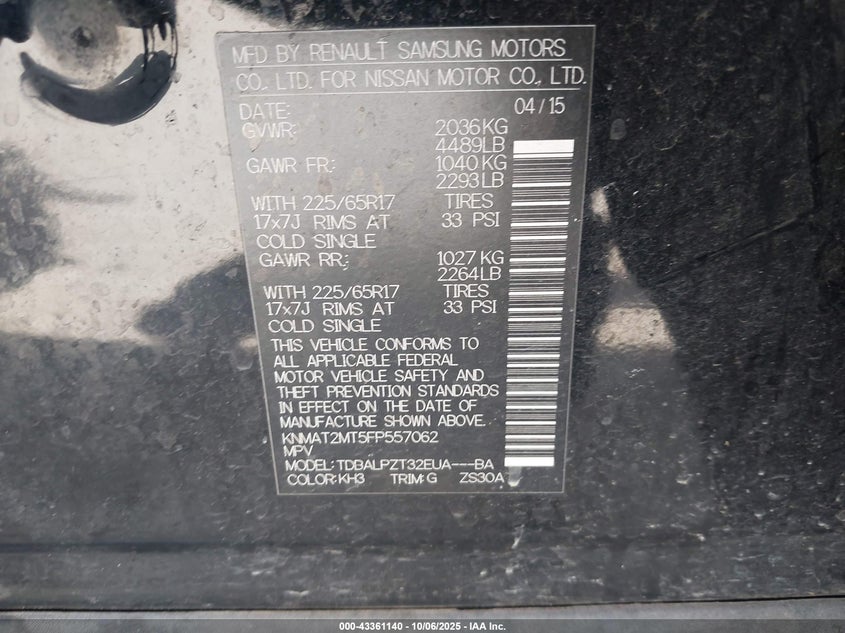 MFD BY RENAULT SAMSUNG MOTORS
CO., LTD. FOR NISSAN MOTOR CO., LTD.
DATE: 04/15
GVWR: 2036KG
4489LB
GAWR FR.: 1040KG
2293LB
WITH 225/65R17 TIRES
17x7J RIMS AT 33 PSI
COLD SINGLE
GAWR RR.: 1027KG
2264LB
WITH 225/65R17 TIRES
17x7J RIMS AT 33 PSI
COLD SINGLE
THIS VEHICLE CONFORMS TO
ALL APPLICABLE FEDERAL
MOTOR VEHICLE SAFETY AND
THEFT PREVENTION STANDARDS
IN EFFECT ON THE DATE OF
MANUFACTURE SHOWN ABOVE.
KNMAT2MT5FP557062
MPV
MODEL:TDBALPZT32EUA---BA
COLOR:KH3 TRIM:G ZS30A
000-43361140 - 10/06/2025 - IAA Inc.